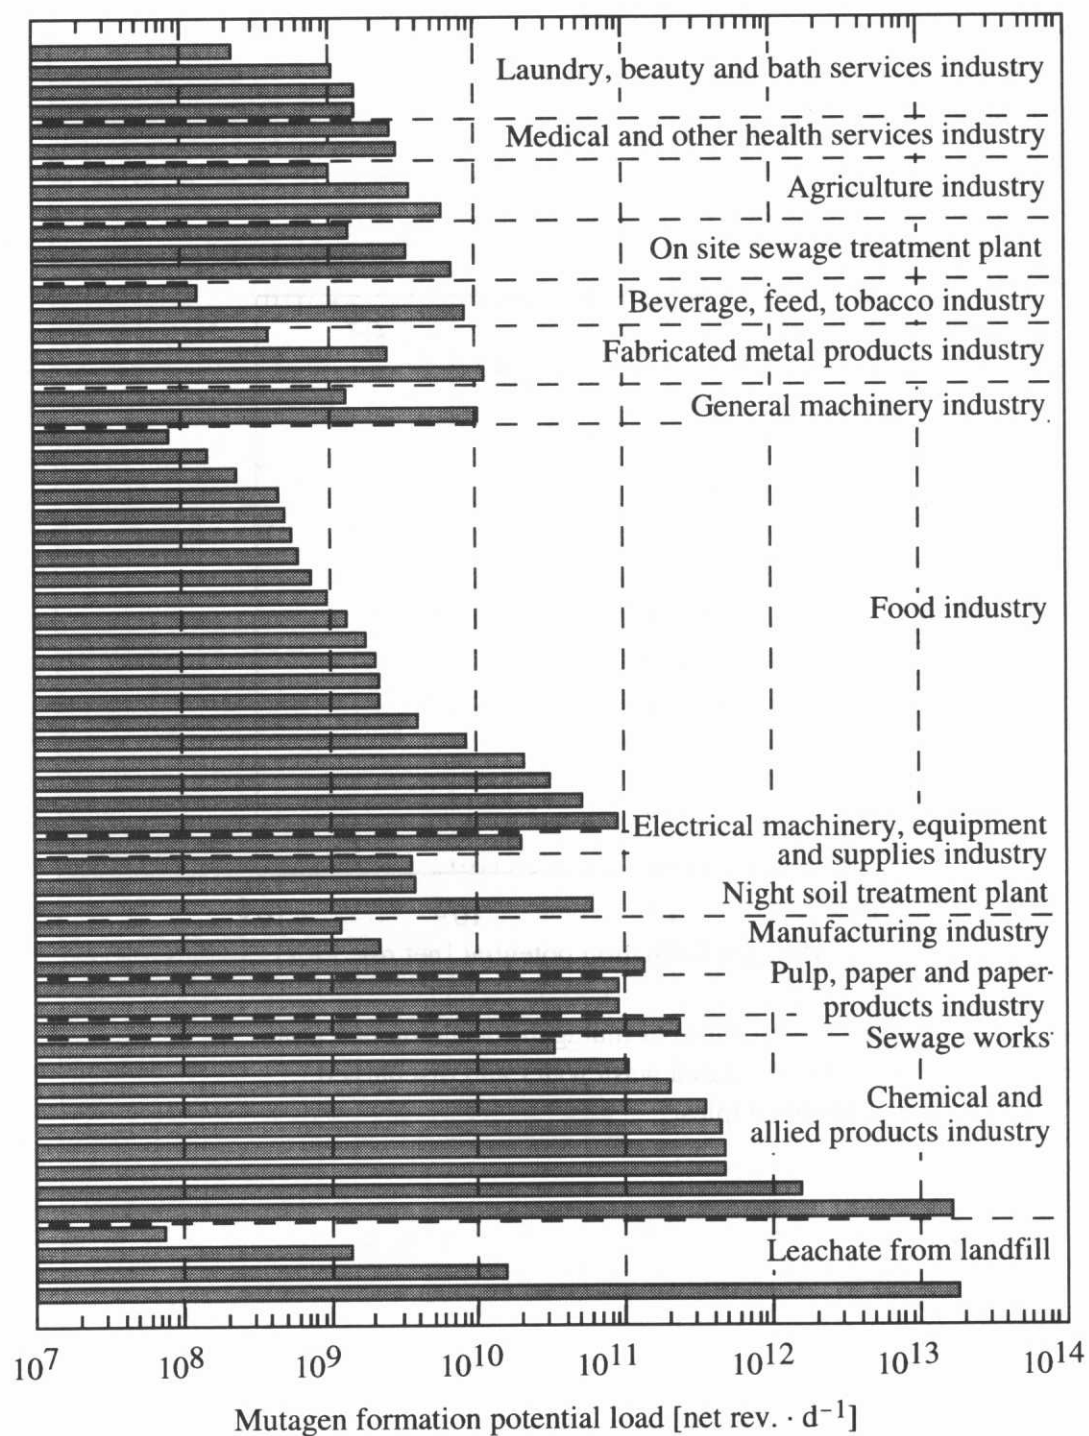 Laundry, beauty and bath services industry
Medical and other health services industry
Agriculture industry
On site sewage treatment plant
Beverage, feed, tobacco industry
Fabricated metal products industry
General machinery industry
Food industry
Electrical machinery, equipment
and supplies industry
Night soil treatment plant
Manufacturing industry
Pulp, paper and paper-
products industry
Sewage works
Chemical and
allied products industry
Leachate from landfill
10⁷ 10⁸ 10⁹ 10¹⁰ 10¹¹ 10¹² 10¹³ 10¹⁴
Mutagen formation potential load [net rev. · d⁻¹]